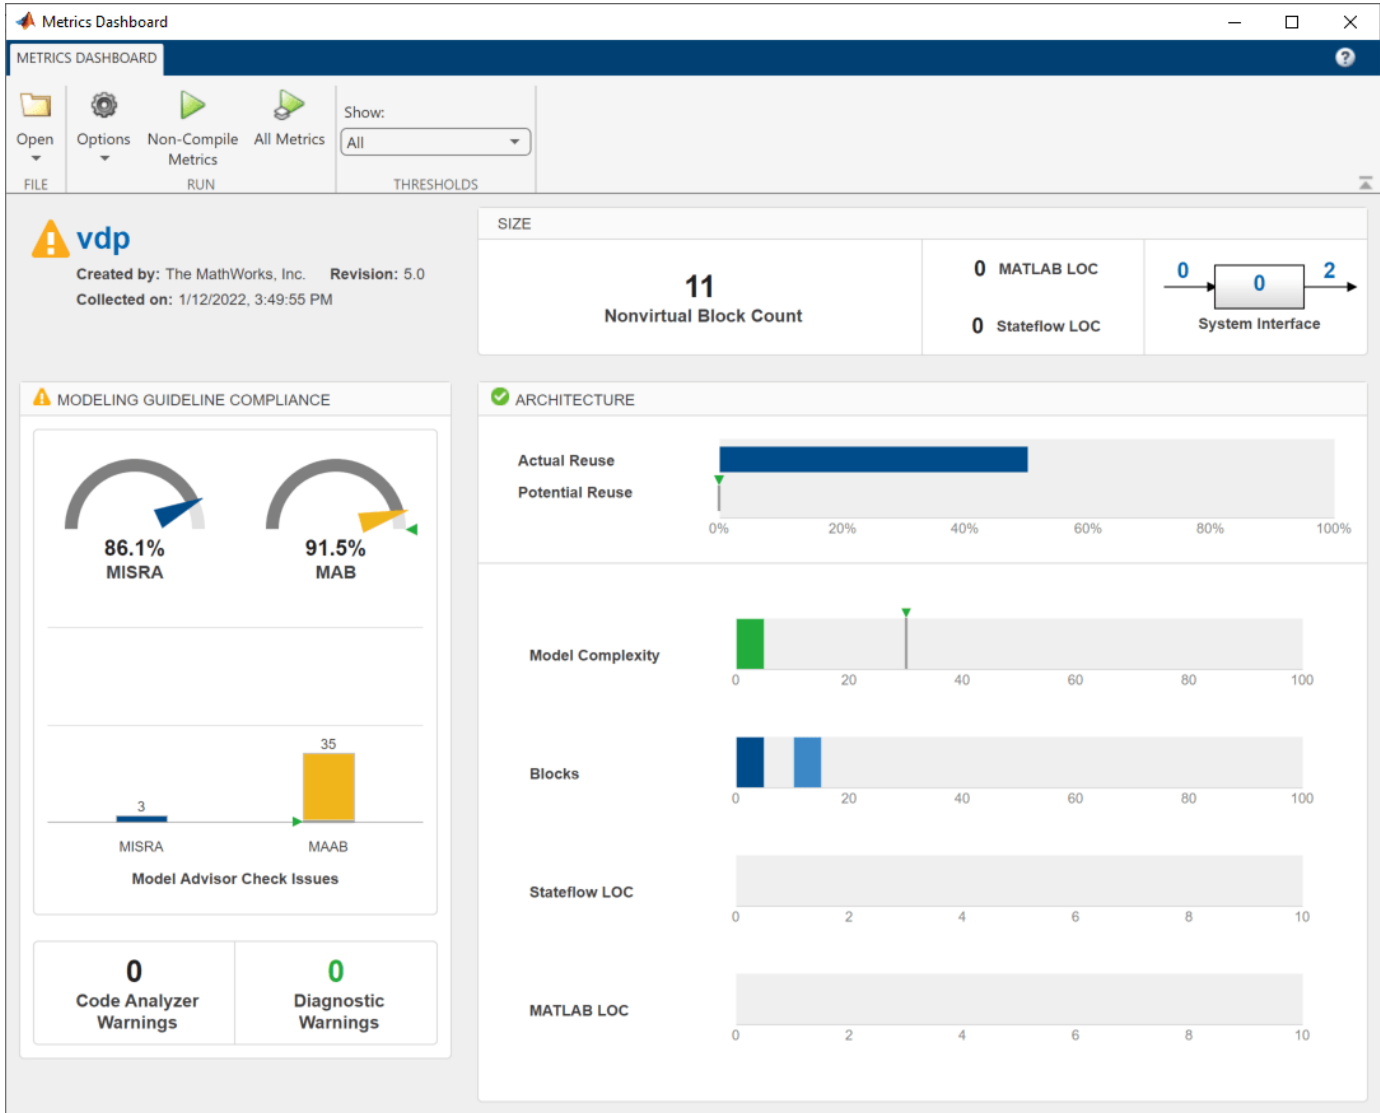 Metrics Dashboard
METRICS DASHBOARD
?
Open
Options
Non-Compile
Metrics
All Metrics
Show:
All
FILE
RUN
THRESHOLDS
vdp
Created by: The MathWorks, Inc. Revision: 5.0
Collected on: 1/12/2022, 3:49:55 PM
SIZE
11
Nonvirtual Block Count
0 MATLAB LOC
0 Stateflow LOC
0 0 2
System Interface
MODELING GUIDELINE COMPLIANCE
86.1%
MISRA
91.5%
MAB
3
35
MISRA
MAAB
Model Advisor Check Issues
0
Code Analyzer
Warnings
0
Diagnostic
Warnings
ARCHITECTURE
Actual Reuse
Potential Reuse
0% 20% 40% 60% 80% 100%
Model Complexity
0 20 40 60 80 100
Blocks
0 20 40 60 80 100
Stateflow LOC
0 2 4 6 8 10
MATLAB LOC
0 2 4 6 8 10